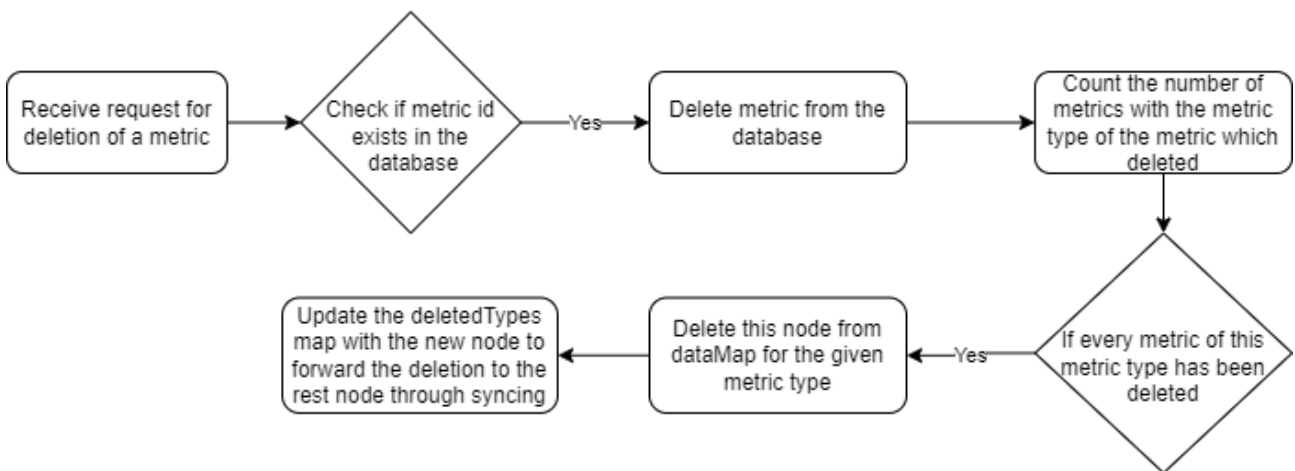 Receive request for
deletion of a metric
Check if metric id
exists in the
database
Yes
Delete metric from the
database
Count the number of
metrics with the metric
type of the metric which
deleted
If every metric of this
metric type has been
deleted
Yes
Delete this node from
dataMap for the given
metric type
Update the deletedTypes
map with the new node to
forward the deletion to the
rest node through syncing